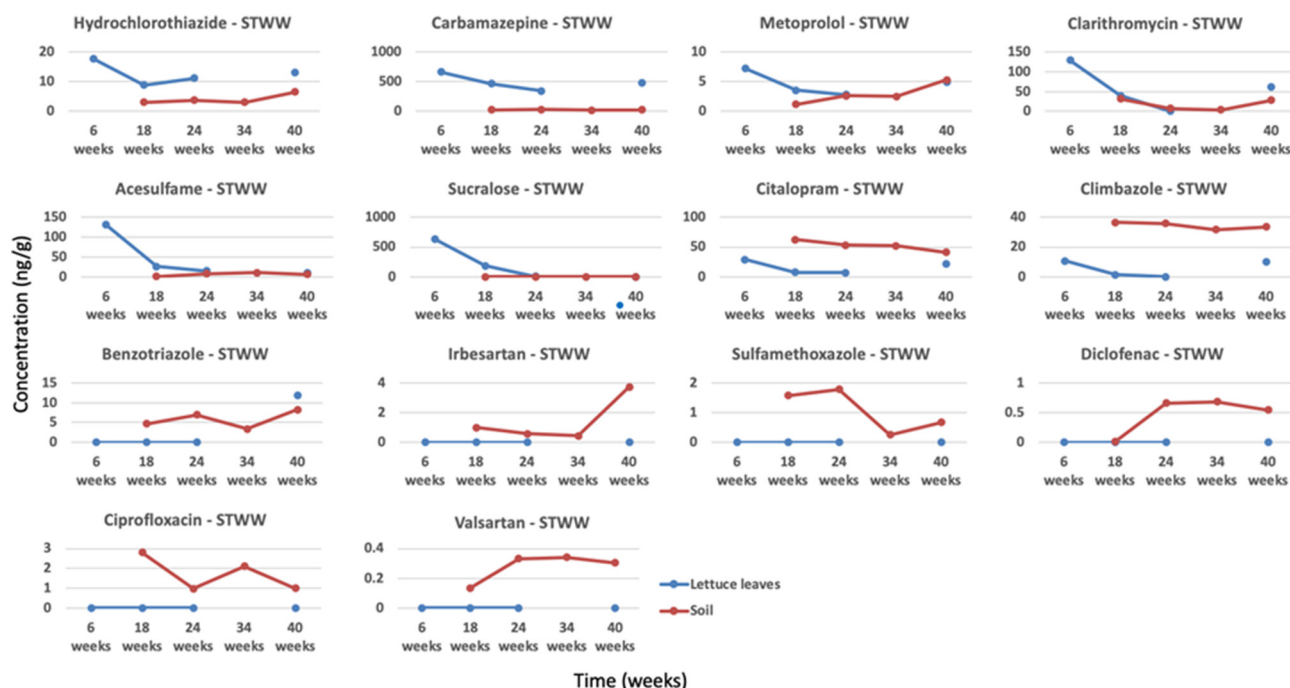 Hydrochlorothiazide - STWW
20
10
0
6 18 24 34 40
weeks weeks weeks weeks weeks
Carbamazepine - STWW
1000
500
0
6 18 24 34 40
weeks weeks weeks weeks weeks
Metoprolol - STWW
10
5
0
6 18 24 34 40
weeks weeks weeks weeks weeks
Clarithromycin - STWW
150
100
50
0
6 18 24 34 40
weeks weeks weeks weeks weeks
Acesulfame - STWW
150
100
50
0
6 18 24 34 40
weeks weeks weeks weeks weeks
Sucralose - STWW
1000
500
0
6 18 24 34 40
weeks weeks weeks weeks weeks
Citalopram - STWW
100
50
0
6 18 24 34 40
weeks weeks weeks weeks weeks
Climbazole - STWW
40
20
0
6 18 24 34 40
weeks weeks weeks weeks weeks
Concentration (ng/g)
Benzotriazole - STWW
15
10
5
0
6 18 24 34 40
weeks weeks weeks weeks weeks
Irbesartan - STWW
4
2
0
6 18 24 34 40
weeks weeks weeks weeks weeks
Sulfamethoxazole - STWW
2
1
0
6 18 24 34 40
weeks weeks weeks weeks weeks
Diclofenac - STWW
1
0.5
0
6 18 24 34 40
weeks weeks weeks weeks weeks
Ciprofloxacin - STWW
3
2
1
0
6 18 24 34 40
weeks weeks weeks weeks weeks
Valsartan - STWW
0.4
0.2
0
6 18 24 34 40
weeks weeks weeks weeks weeks
Lettuce leaves
Soil
Time (weeks)